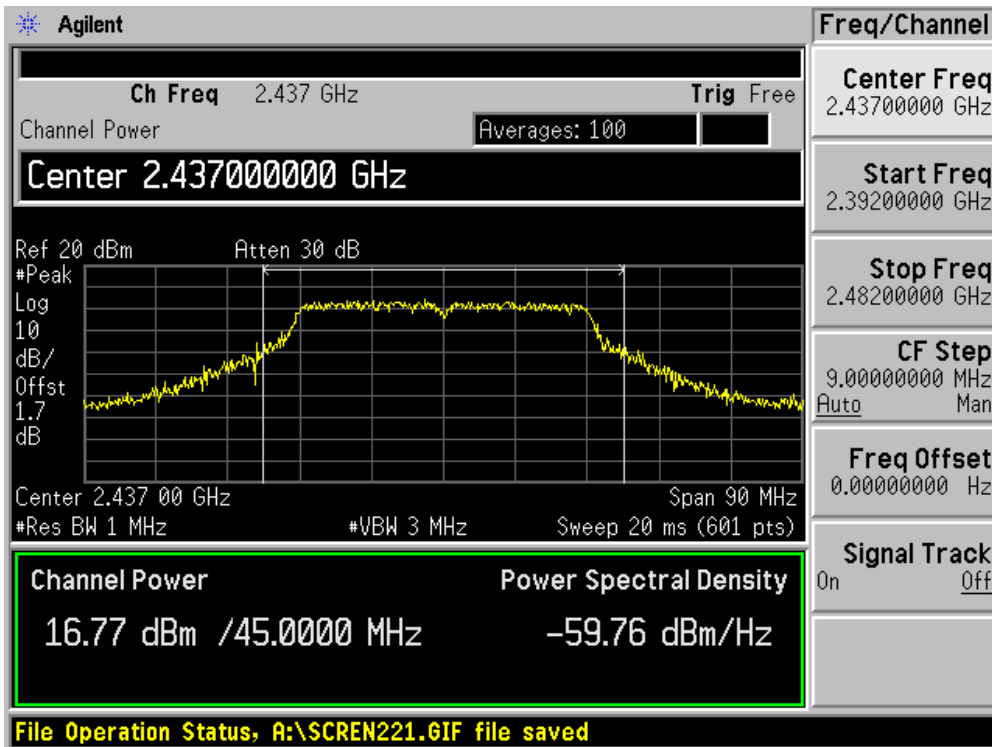 Agilent
Ch Freq 2.437 GHz Trig Free
Channel Power Averages: 100
Center 2.437000000 GHz
Ref 20 dBm Atten 30 dB
#Peak
Log
10
dB/
Offst
1.7
dB
Center 2.437 00 GHz Span 90 MHz
#Res BW 1 MHz #VBW 3 MHz Sweep 20 ms (601 pts)
Channel Power Power Spectral Density
16.77 dBm /45.0000 MHz -59.76 dBm/Hz
File Operation Status, A:\SCREN221.GIF file saved
Freq/Channel
Center Freq
2.43700000 GHz
Start Freq
2.39200000 GHz
Stop Freq
2.48200000 GHz
CF Step
9.00000000 MHz
Auto Man
Freq Offset
0.00000000 Hz
Signal Track
On Off